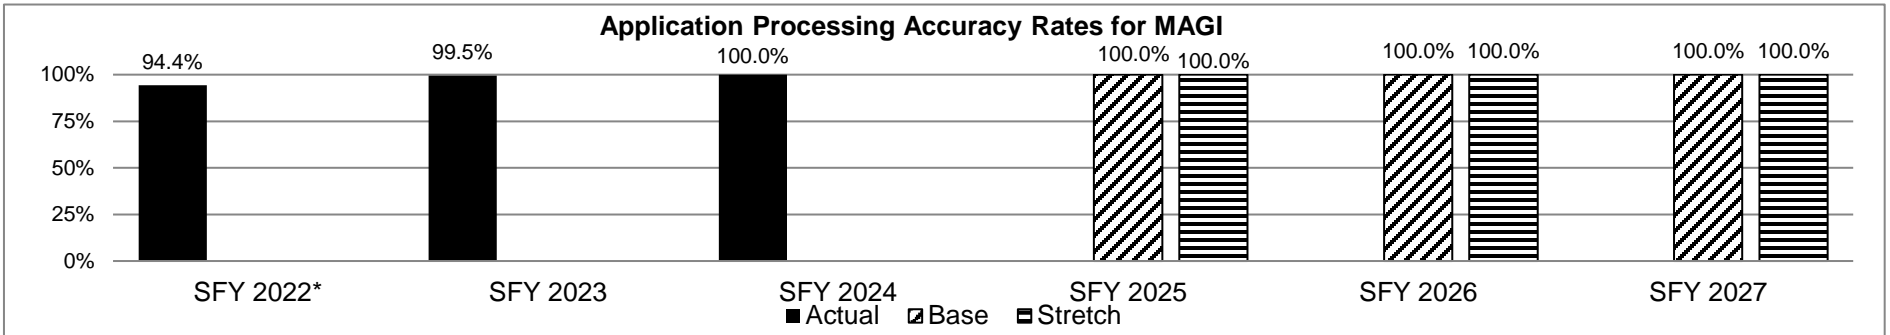 Application Processing Accuracy Rates for MAGI
94.4%
99.5%
100.0%
100.0%
100.0%
100.0%
100.0%
100.0%
100.0%
100%
75%
50%
25%
0%
SFY 2022*
SFY 2023
SFY 2024
SFY 2025
SFY 2026
SFY 2027
Actual
Base
Stretch